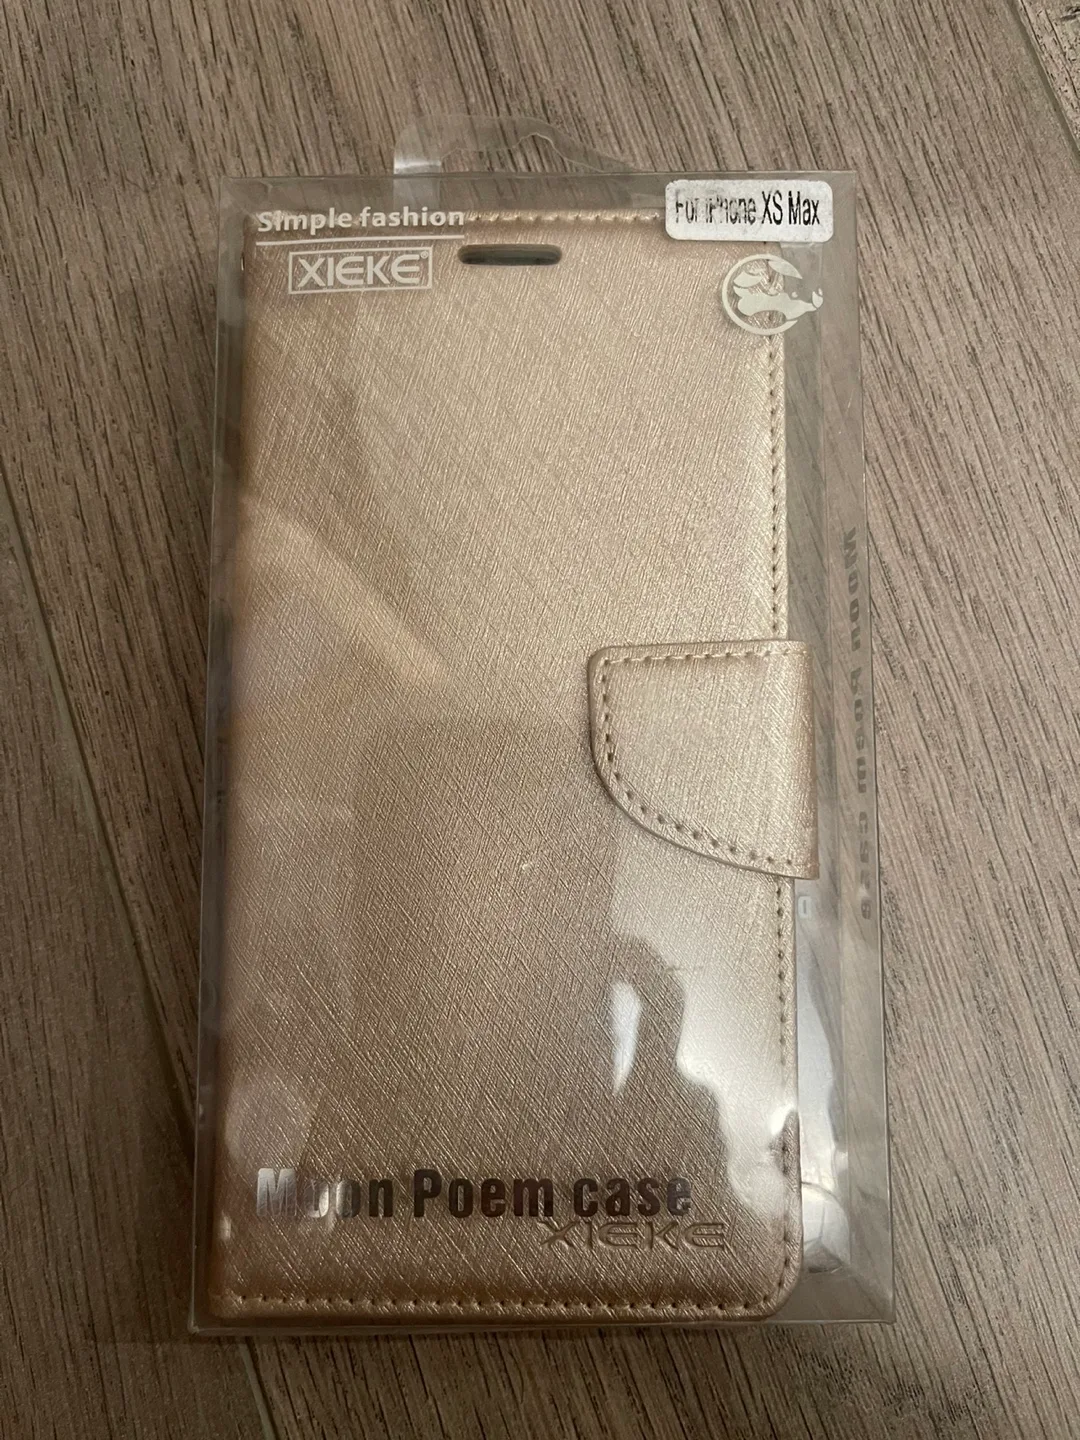 Simple fashion
XIEKE®
For iPhone XS Max
Moon Poem case
XIEKE
Moon Poem case